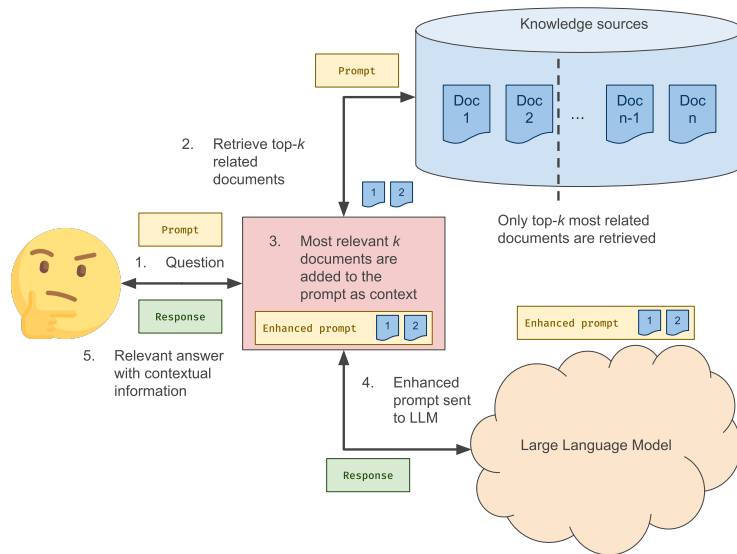 Knowledge sources
Prompt
Doc
1
Doc
2
...
Doc
n-1
Doc
n
2. Retrieve top-k
related
documents
1
2
Only top-k most related
documents are retrieved
Prompt
1. Question
Response
5. Relevant answer
with contextual
information
3. Most relevant k
documents are
added to the
prompt as context
Enhanced prompt 1 2
4. Enhanced
prompt sent
to LLM
Response
Enhanced prompt 1 2
Large Language Model